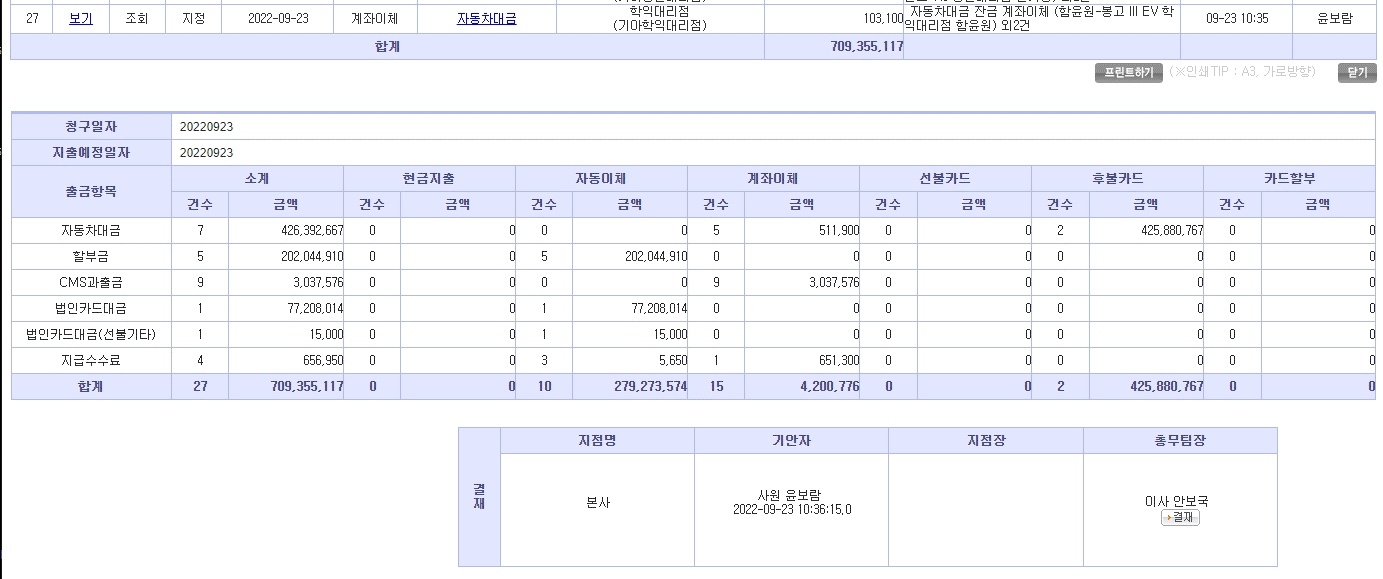 27 보기 조회 지정 2022-09-23 계좌이체 자동차대금 학익대리점 103,100 자동차대금 잔금 계좌이체 (함윤원-봉고 III EV 학 09-23 10:35 윤보람
(기아학익대리점) 익대리점 함윤원) 외2건
합계 709,355,117
프린트하기 (※인쇄TIP : A3, 가로방향) 닫기
청구일자 20220923
지출예정일자 20220923
출금항목 소계 현금지출 자동이체 계좌이체 선불카드 후불카드 카드할부
건수 금액 건수 금액 건수 금액 건수 금액 건수 금액 건수 금액 건수 금액
자동차대금 7 426,392,667 0 0 0 0 5 511,900 0 0 2 425,880,767 0 0
할부금 5 202,044,910 0 0 5 202,044,910 0 0 0 0 0 0 0 0
CMS과출금 9 3,037,576 0 0 0 0 9 3,037,576 0 0 0 0 0 0
법인카드대금 1 77,208,014 0 0 1 77,208,014 0 0 0 0 0 0 0 0
법인카드대금(선불기타) 1 15,000 0 0 1 15,000 0 0 0 0 0 0 0 0
지급수수료 4 656,950 0 0 3 5,650 1 651,300 0 0 0 0 0 0
합계 27 709,355,117 0 0 10 279,273,574 15 4,200,776 0 0 2 425,880,767 0 0
결재 지점명 기안자 지점장 총무팀장
본사 사원 윤보람 이사 안보국
2022-09-23 10:36:15.0 결재